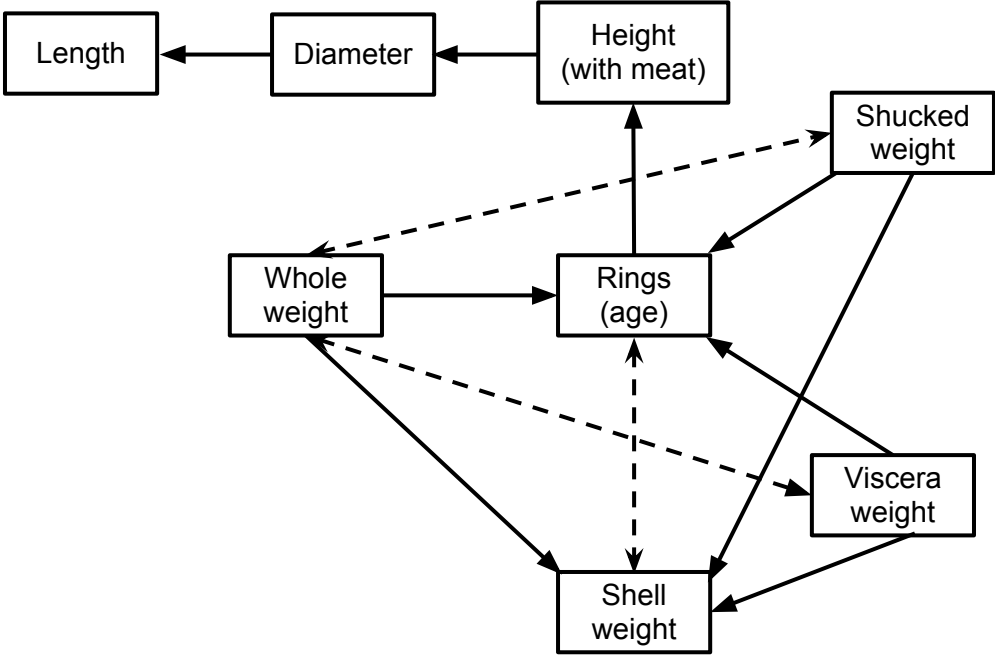 Length
Diameter
Height
(with meat)
Shucked
weight
Whole
weight
Rings
(age)
Viscera
weight
Shell
weight